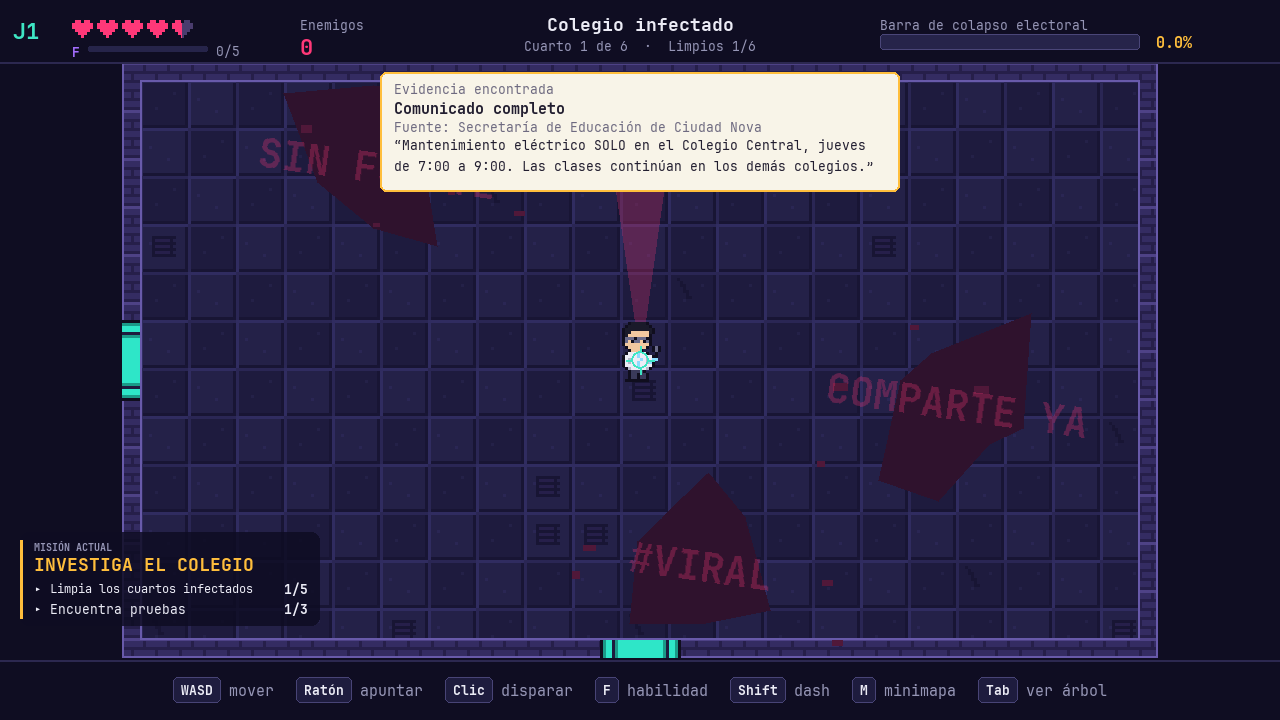 J1
F
0/5
Enemigos
0
Colegio infectado
Cuarto 1 de 6 · Limpios 1/6
Barra de colapso electoral
0.0%
Evidencia encontrada
Comunicado completo
Fuente: Secretaría de Educación de Ciudad Nova
“Mantenimiento eléctrico SOLO en el Colegio Central, jueves
de 7:00 a 9:00. Las clases continúan en los demás colegios.”
SIN
COMPARTE YA
#VIRAL
MISIÓN ACTUAL
INVESTIGA EL COLEGIO
▸ Limpia los cuartos infectados 1/5
▸ Encuentra pruebas 1/3
WASD mover Ratón apuntar Clic disparar F habilidad Shift dash M minimapa Tab ver árbol